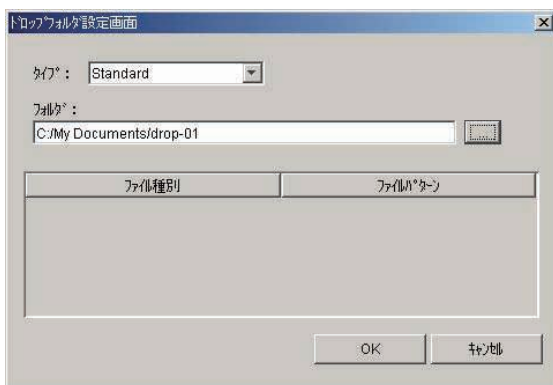 ﾄﾞﾛｯﾌﾟﾌｫﾙﾀﾞ設定画面
ﾀｲﾌﾟ： Standard
ﾌｫﾙﾀﾞ：
C:/My Documents/drop-01
...
ﾌｧｲﾙ種別 ﾌｧｲﾙﾊﾟﾀｰﾝ
OK ｷｬﾝｾﾙ